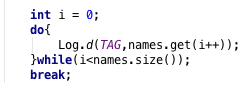 int i = 0;
do{
    Log.d(TAG,names.get(i++));
}while(i<names.size());
break;